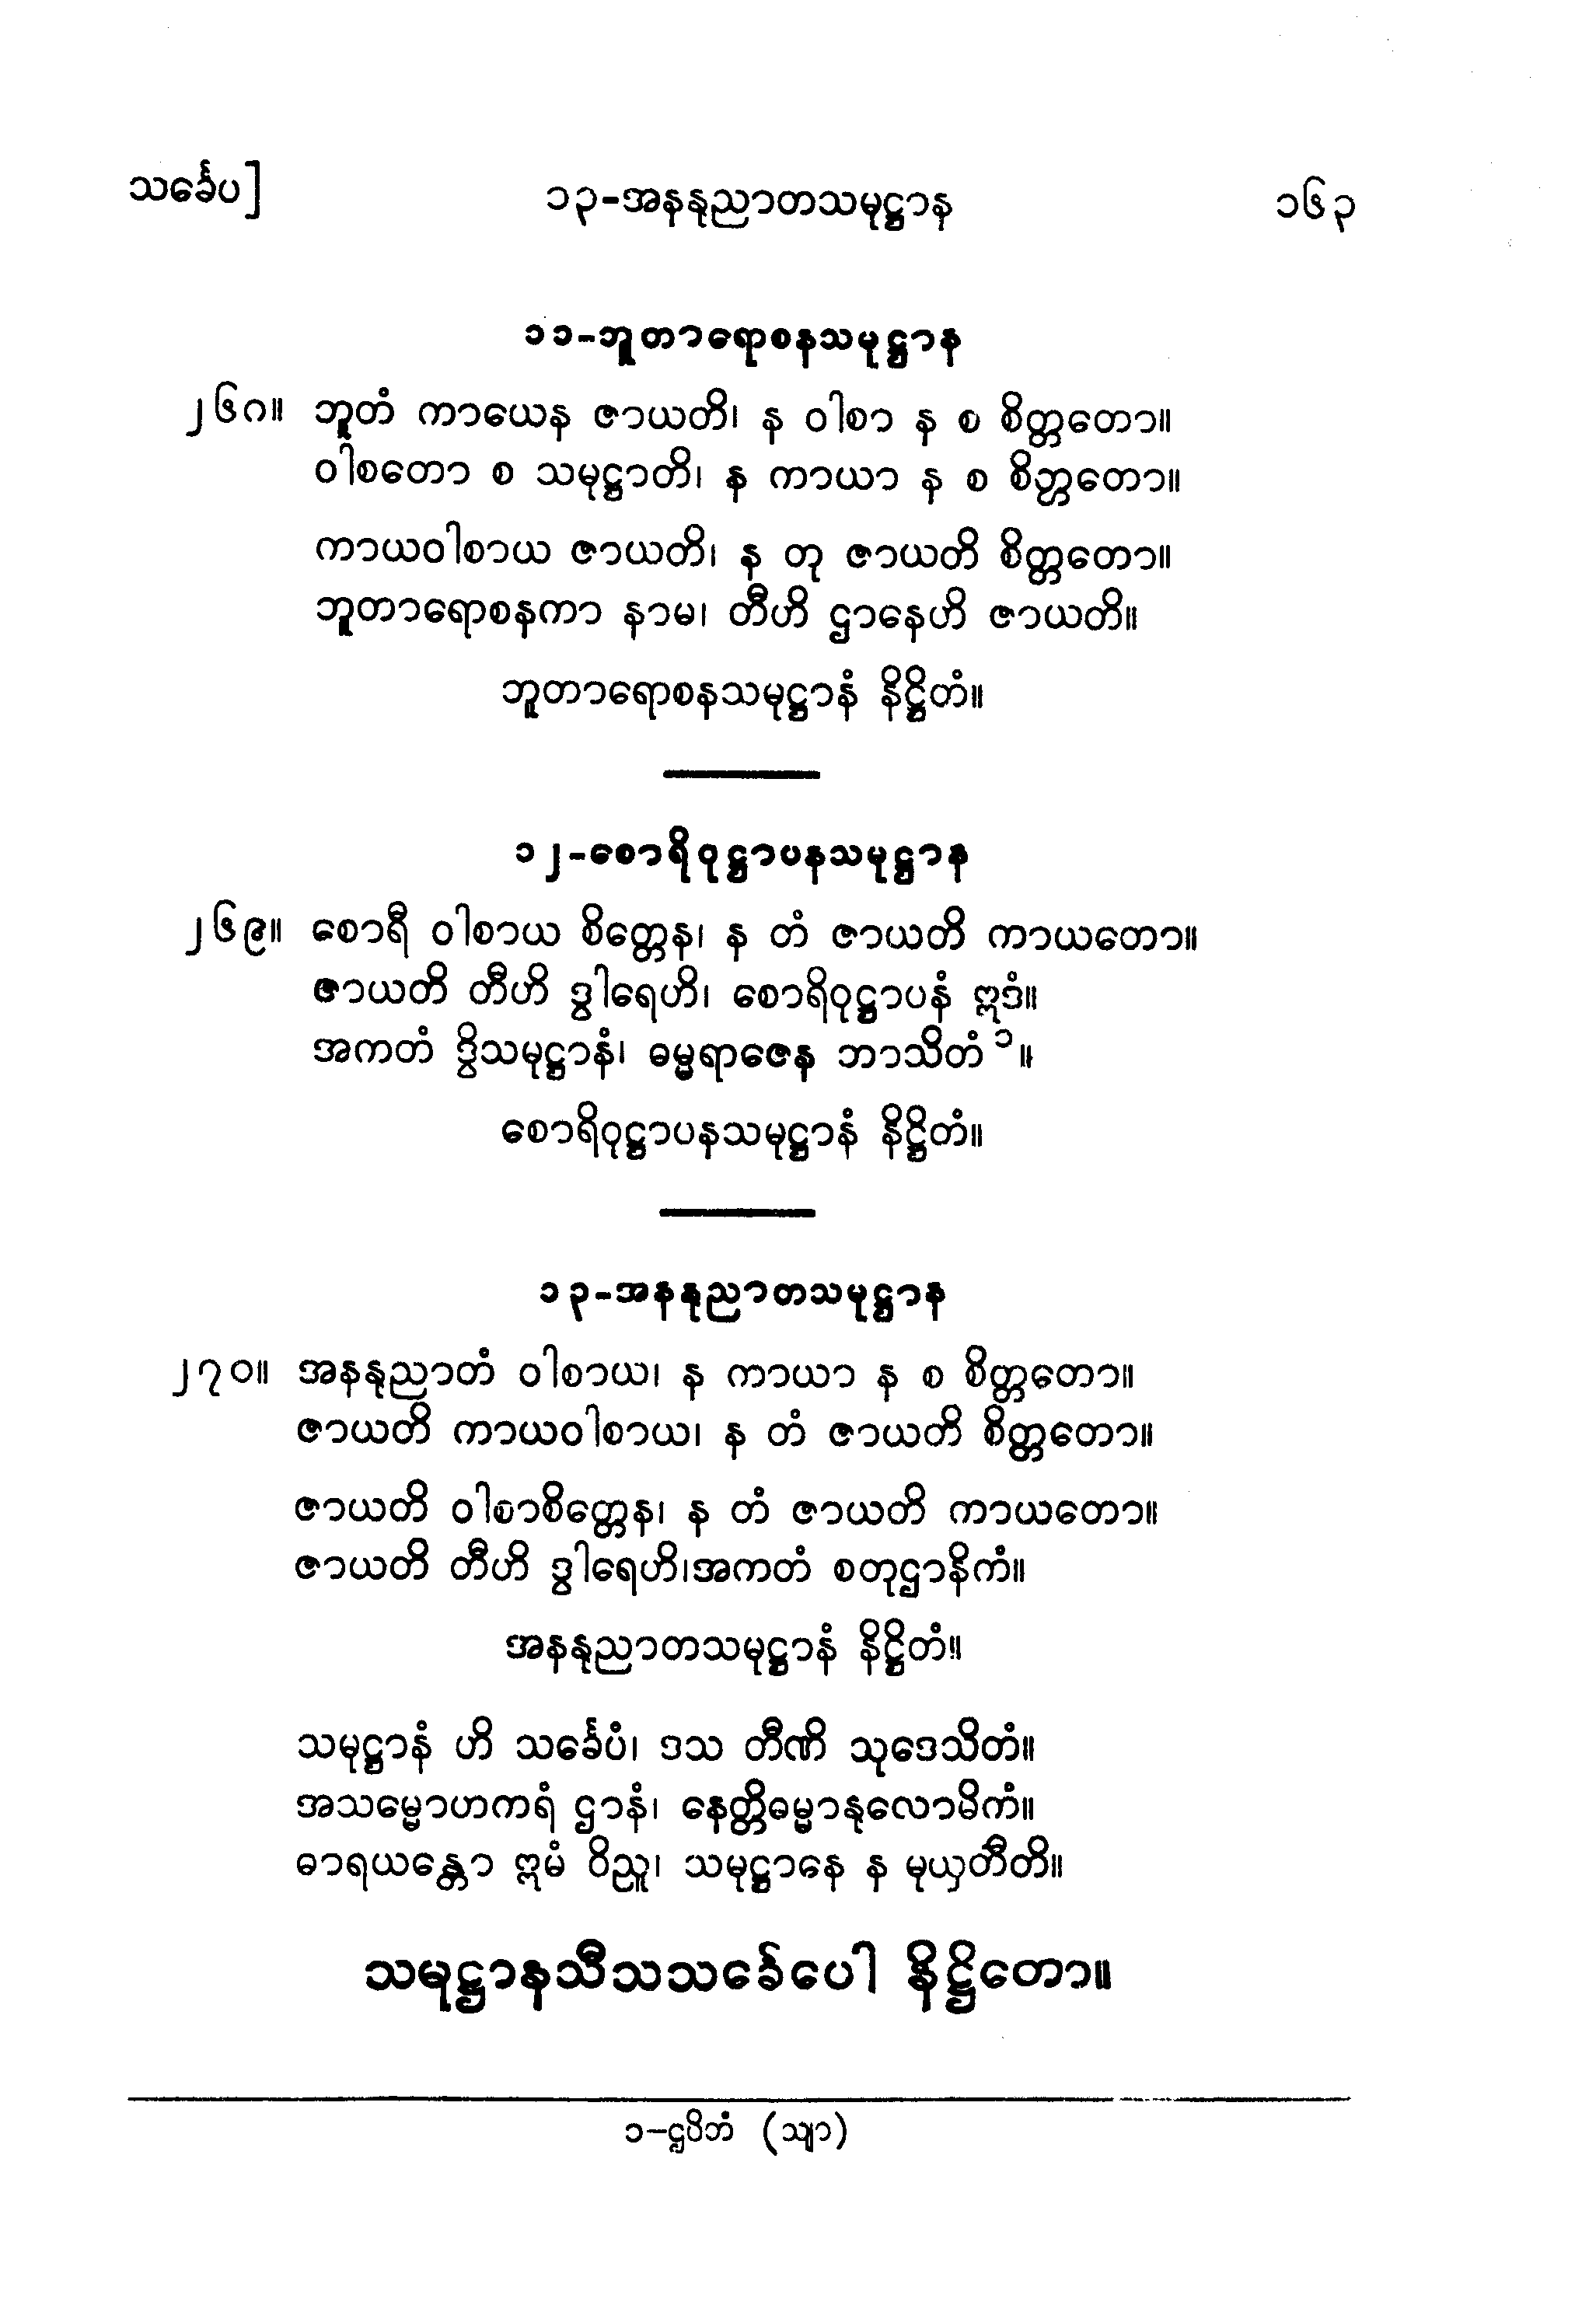 သင်္ခေပ]
၁၃-အနနုညာတသမုဋ္ဌာန
၁၆၃
၁၁-ဘူတာရောစနသမုဋ္ဌာန
၂၆၈။ ဘူတံ ကာယေန ဇာယတိ၊ န ဝါစာ န စ စိတ္တတော။
ဝါစတော စ သမုဋ္ဌာတိ၊ န ကာယာ န စ စိတ္တတော။
ကာယဝါစာယ ဇာယတိ၊ န တု ဇာယတိ စိတ္တတော။
ဘူတာရောစနကာ နာမ၊ တီဟိ ဌာနေဟိ ဇာယတိ။
ဘူတာရောစနသမုဋ္ဌာနံ နိဋ္ဌိတံ။
၁၂-စောရိဝုဋ္ဌာပနသမုဋ္ဌာန
၂၆၉။ စောရီ ဝါစာယ စိတ္တေန၊ န တံ ဇာယတိ ကာယတော။
ဇာယတိ တီဟိ ဒွါရေဟိ၊ စောရိဝုဋ္ဌာပနံ ဣဒံ။
အကတံ ဒွိသမုဋ္ဌာနံ၊ ဓမ္မရာဇေန ဘာသိတံ ၁။
စောရိဝုဋ္ဌာပနသမုဋ္ဌာနံ နိဋ္ဌိတံ။
၁၃-အနနုညာတသမုဋ္ဌာန
၂၇၀။ အနနုညာတံ ဝါစာယ၊ န ကာယာ န စ စိတ္တတော။
ဇာယတိ ကာယဝါစာယ၊ န တံ ဇာယတိ စိတ္တတော။
ဇာယတိ ဝါစာစိတ္တေန၊ န တံ ဇာယတိ ကာယတော။
ဇာယတိ တီဟိ ဒွါရေဟိ၊အကတံ စတုဌာနိကံ။
အနနုညာတသမုဋ္ဌာနံ နိဋ္ဌိတံ။
သမုဋ္ဌာနံ ဟိ သင်္ခေပံ၊ ဒသ တီဏိ သုဒေသိတံ။
အသမ္မောဟကရံ ဌာနံ၊ နေတ္တိဓမ္မာနုလောမိကံ။
ဓာရယန္တော ဣမံ ဝိညူ၊ သမုဋ္ဌာနေ န မုယှတီတိ။
သမုဋ္ဌာနသီသသင်္ခေပေါ နိဋ္ဌိတော။
၁-ဌပိတံ (သျာ)